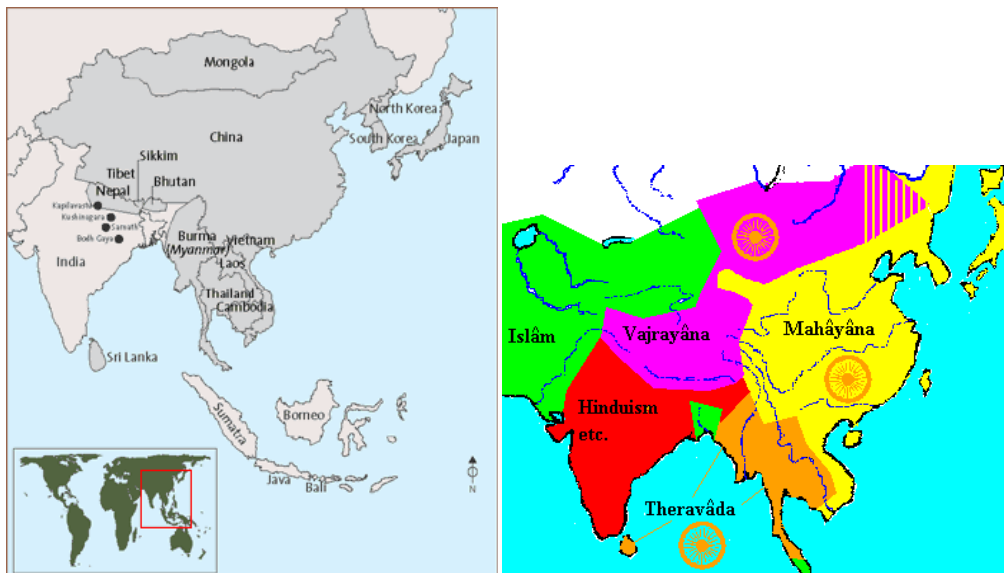 Mongola
North Korea
China
South Korea
Japan
Sikkim
Tibet
Bhutan
Nepal
Kapilavastu
Kushinagara
Sarnath
Bodh Gaya
Burma
(Myanmar)
Vietnam
India
Laos
Thailand
Cambodia
Sri Lanka
Borneo
Sumatra
Java
Bali
N
Islâm
Vajrayâna
Mahâyâna
Hinduism
etc.
Theravâda